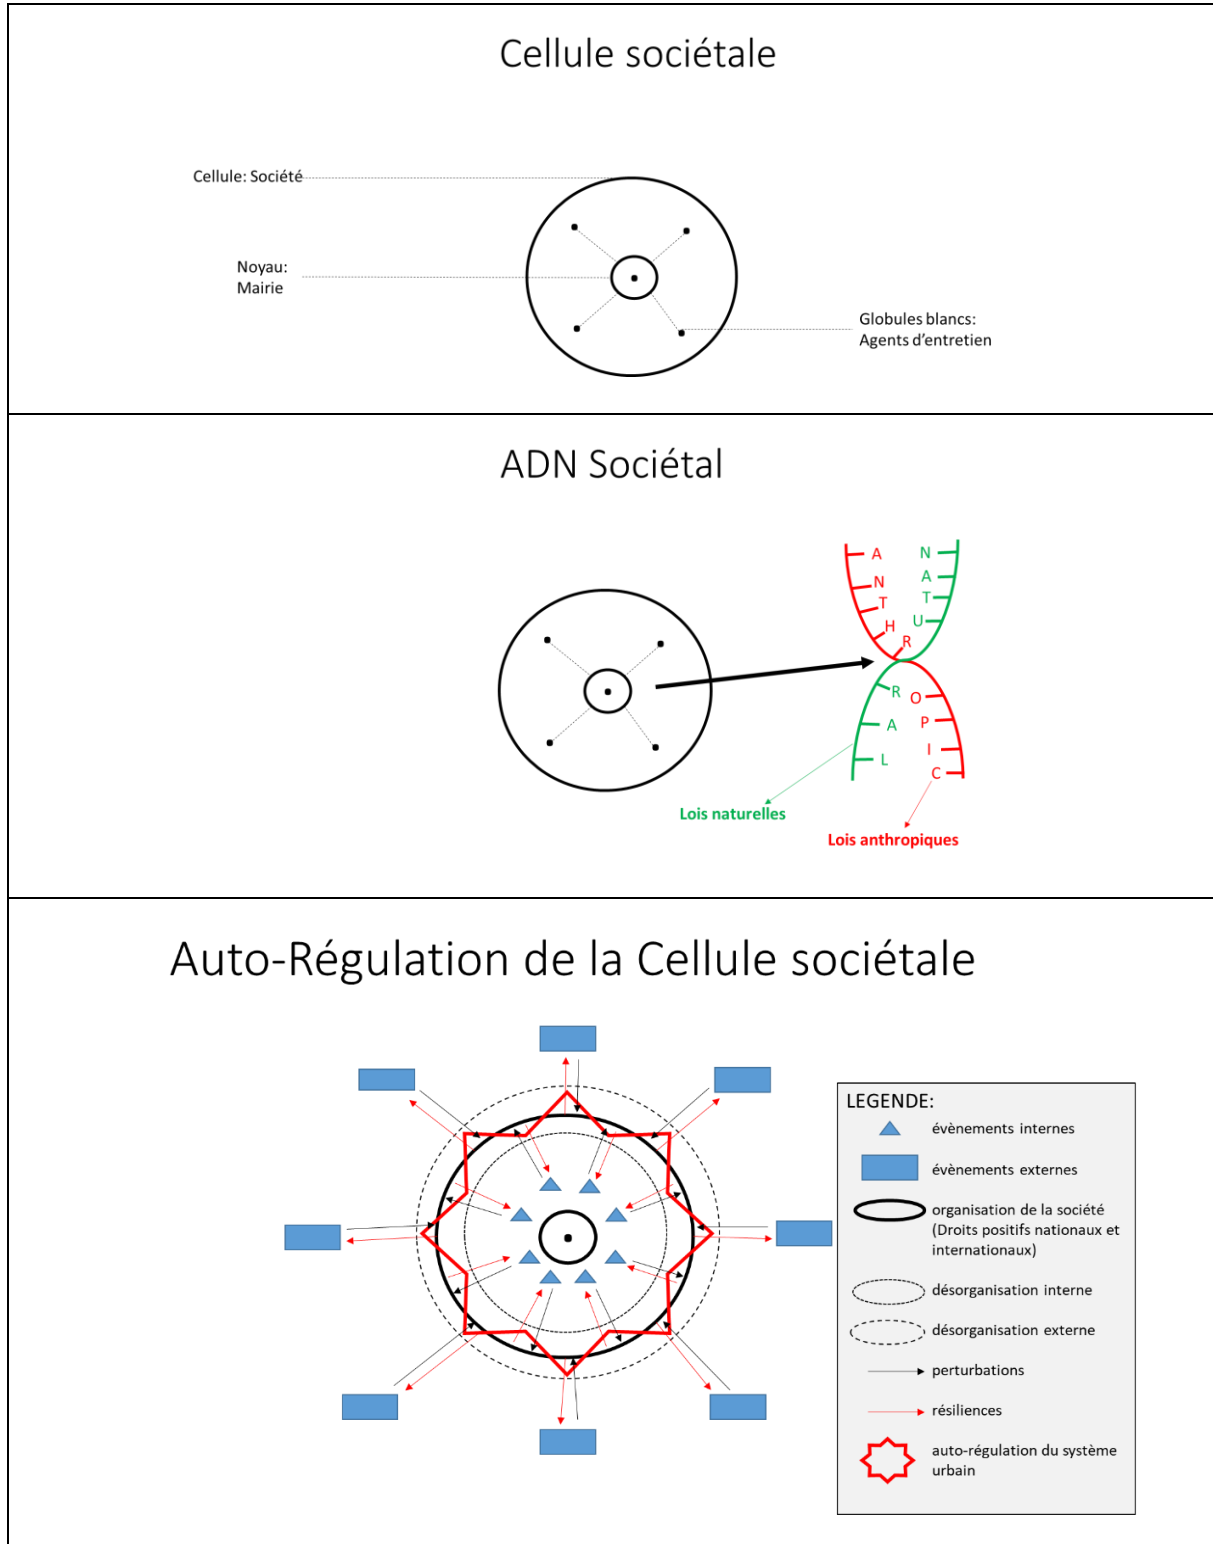 Cellule sociétale
Cellule: Société
Noyau:
Mairie
Globules blancs:
Agents d'entretien
ADN Sociétal
A N
N A
T T
H U
R
R O
A P
I
L C
Lois naturelles
Lois anthropiques
Auto-Régulation de la Cellule sociétale
LEGENDE:
évènements internes
évènements externes
organisation de la société
(Droits positifs nationaux et
internationaux)
désorganisation interne
désorganisation externe
perturbations
résiliences
auto-régulation du système
urbain